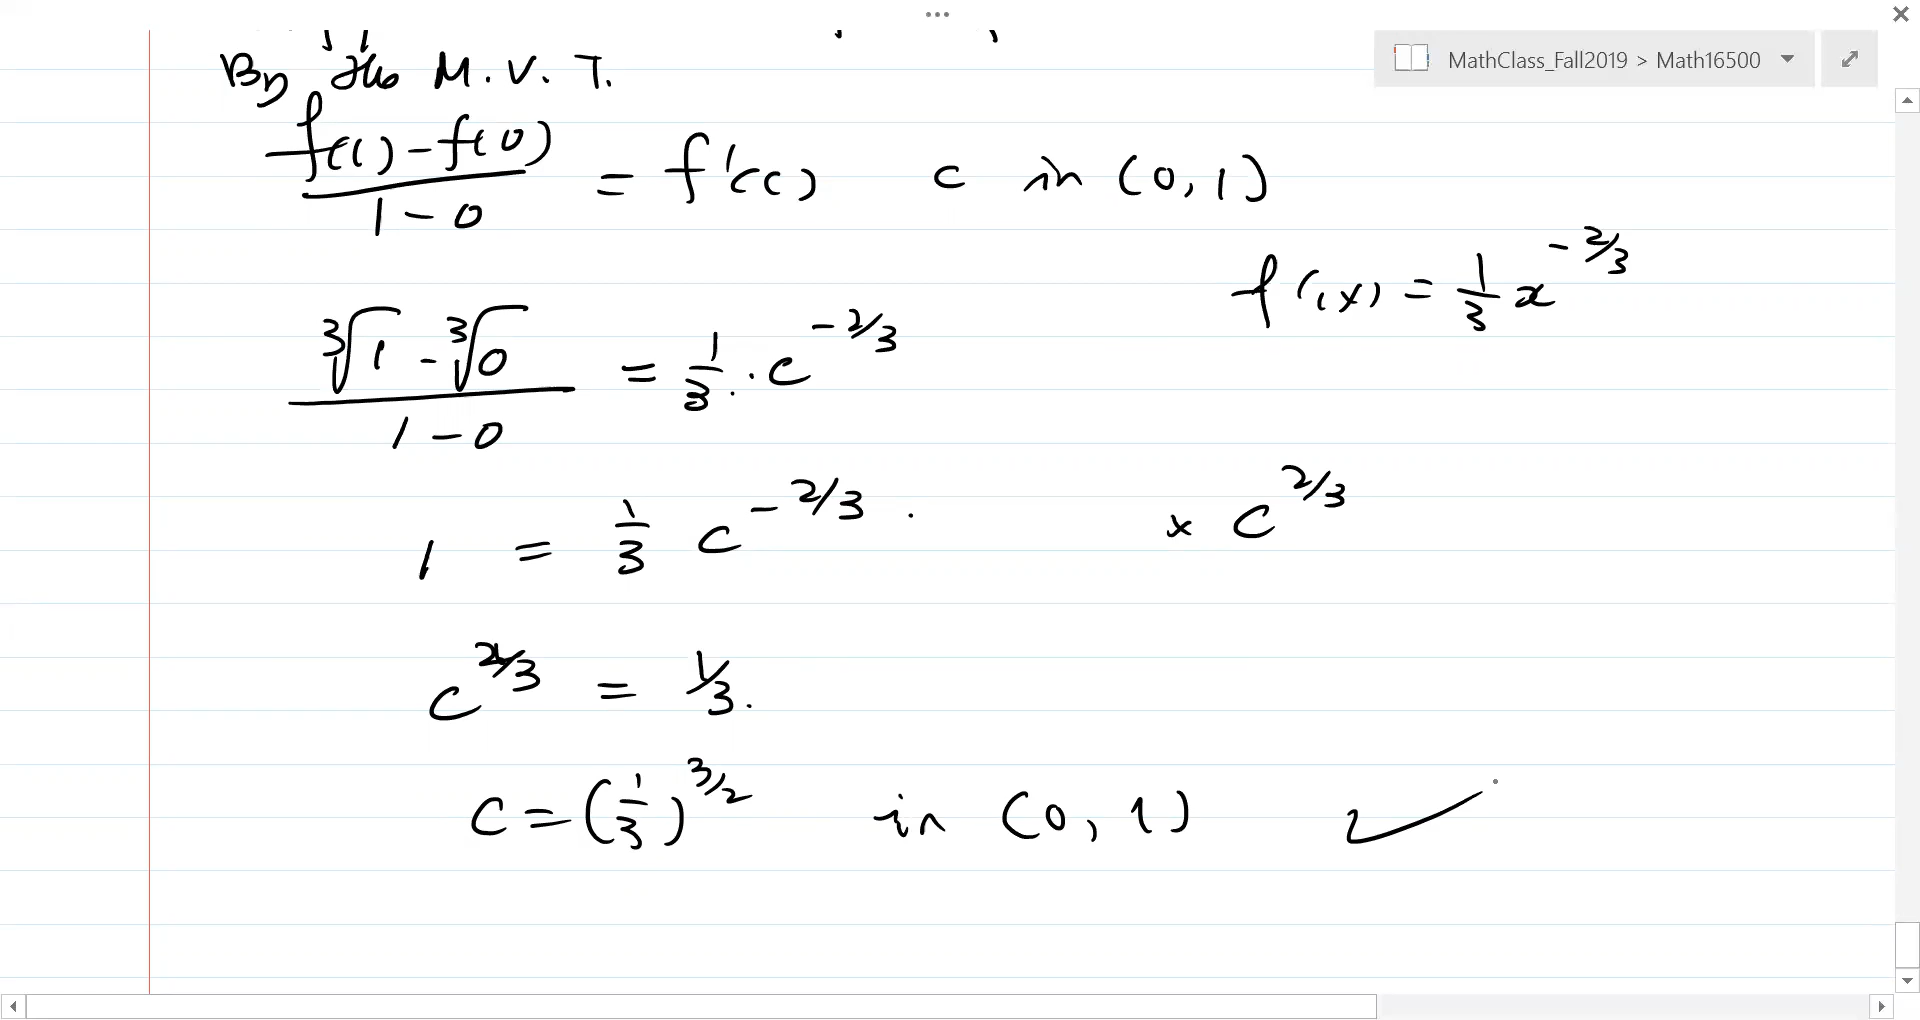 MathClass_Fall2019 > Math16500
By the M.V.T.
f(1) - f(0) / 1 - 0 = f'(c) c in (0, 1)
f'(x) = 1/3 x^{-2/3}
∛1 - ∛0 / 1 - 0 = 1/3 · c^{-2/3}
1 = 1/3 c^{-2/3} . × c^{2/3}
c^{2/3} = 1/3.
c = (1/3)^{3/2} in (0, 1) ✓